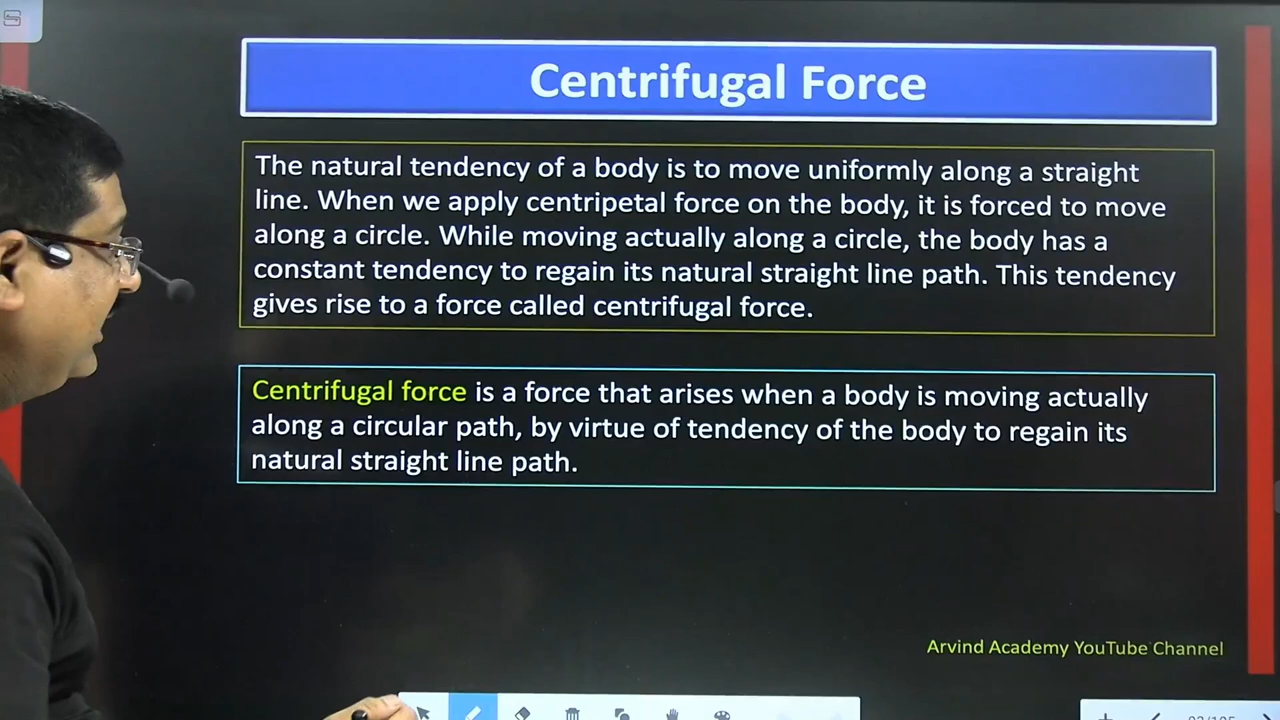 Centrifugal Force
The natural tendency of a body is to move uniformly along a straight
line. When we apply centripetal force on the body, it is forced to move
along a circle. While moving actually along a circle, the body has a
constant tendency to regain its natural straight line path. This tendency
gives rise to a force called centrifugal force.
Centrifugal force is a force that arises when a body is moving actually
along a circular path, by virtue of tendency of the body to regain its
natural straight line path.
Arvind Academy YouTube Channel